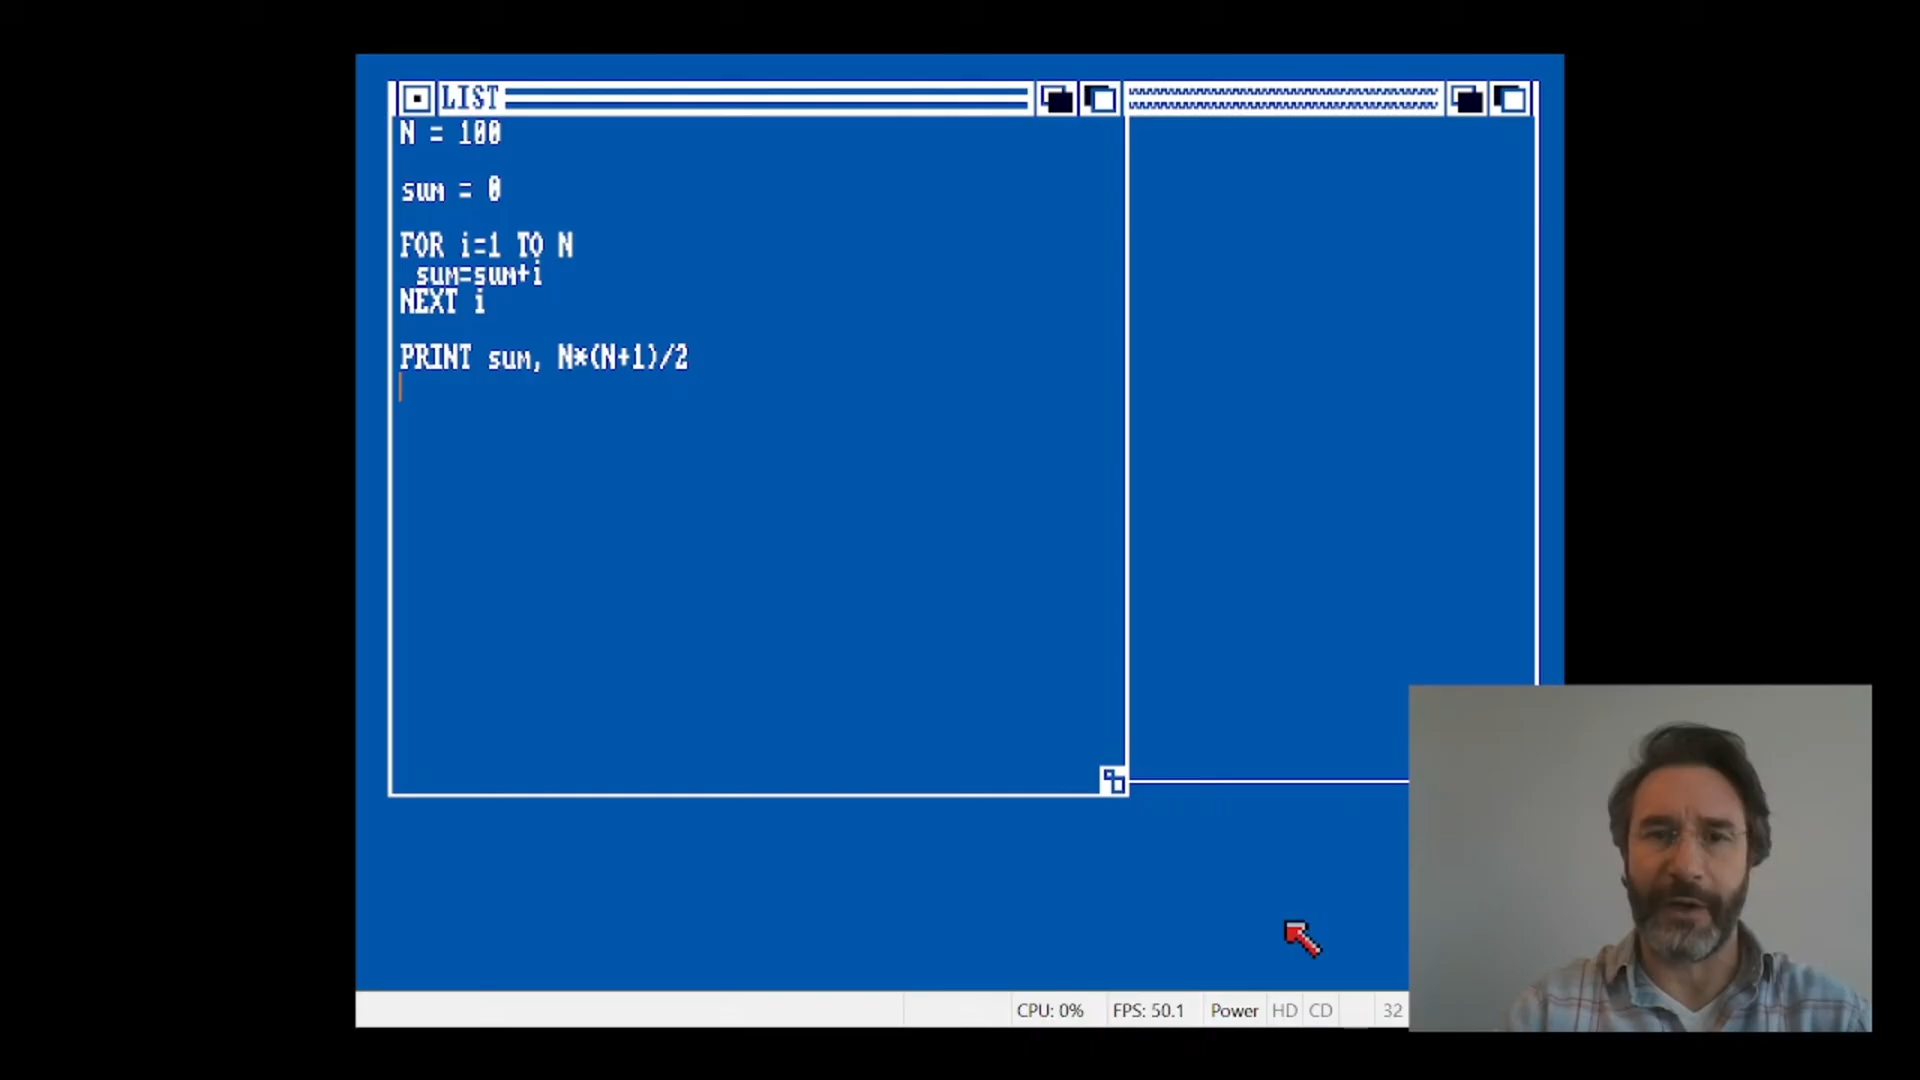 LIST
N = 100
sum = 0
FOR i=1 TO N
sum=sum+i
NEXT i
PRINT sum, N*(N+1)/2
CPU: 0% FPS: 50.1 Power HD CD 32